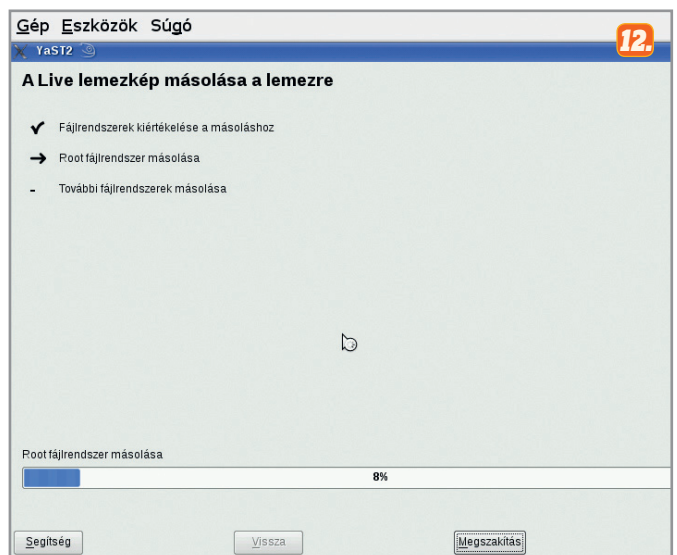 Gép Eszközök Súgó
YaST2
12.
A Live lemezkép másolása a lemezre
Fájlrendszerek kiértékelése a másoláshoz
Root fájlrendszer másolása
- További fájlrendszerek másolása
Root fájlrendszer másolása
8%
Segítség Vissza Megszakítás